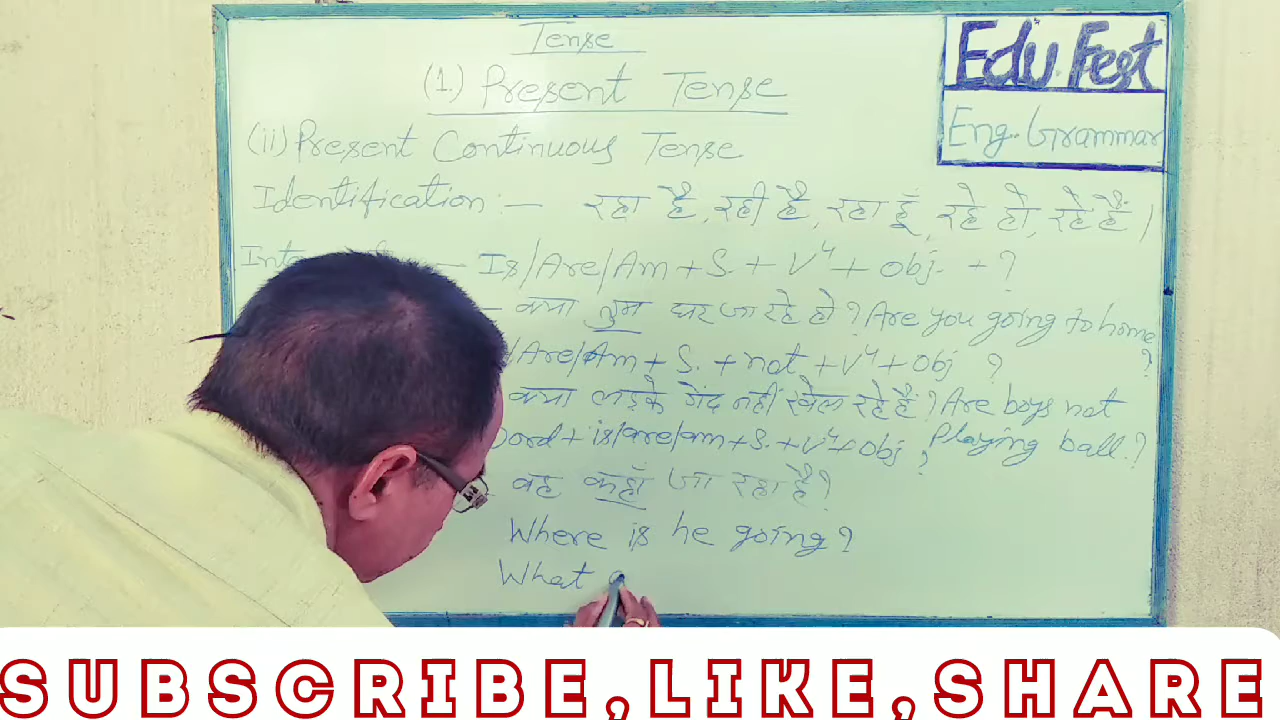 Tense
(1.) Present Tense
Edu. Fest
Eng. Grammar
(ii) Present Continuous Tense
Identification :- रहा है, रही है, रहा हूँ, रहे हो, रहे हैं।
- Is/Are/Am + S. + V⁴ + Obj. + ?
- क्या तुम घर जा रहे हो ? Are you going to home ?
/Are/Am + S. + not + V⁴ + Obj ?
क्या लड़के गेंद नहीं खेल रहे हैं ? Are boys not Playing ball ?
+ is/are/am + S. + V⁴ + Obj ?
वह कहाँ जा रहा है ?
Where is he going ?
What
SUBSCRIBE,LIKE,SHARE